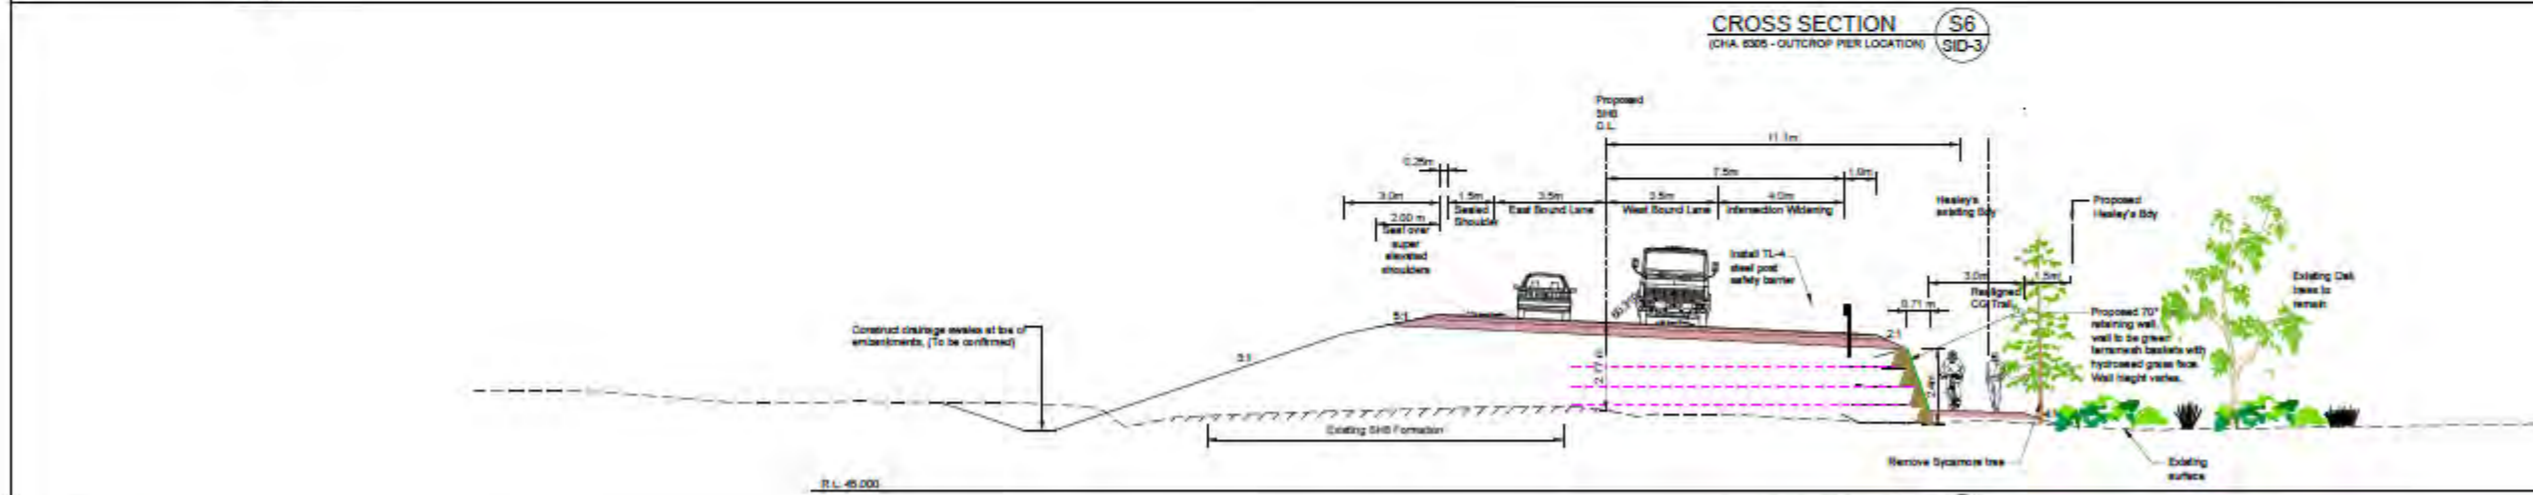 CROSS SECTION
S6
(CHA. 6305 - OUTCROP PIER LOCATION)
SID-3
Proposed
SH6
C.L.
11.1m
0.25m
7.5m
1.0m
3.0m
1.5m
3.5m
3.5m
4.0m
2.00 m
Sealed
Shoulder
East Bound Lane
West Bound Lane
Intersection Widening
Healey's
existing Bdy
Proposed
Healey's Bdy
Seal over
super
elevated
shoulders
Install TL-4
steel post
safety barrier
3.0m
1.5m
Realigned
CG Trail
Existing Oak
trees to
remain
0.71 m
5:1
2:1
3:1
Construct drainage swales at toe of
embankments, (To be confirmed)
Proposed 70°
retaining wall,
wall to be green
terramesh baskets with
hydroseed grass face.
Wall height varies.
Existing SH6 Formation
Remove Sycamore tree
Existing
surface
R.L. 45.000